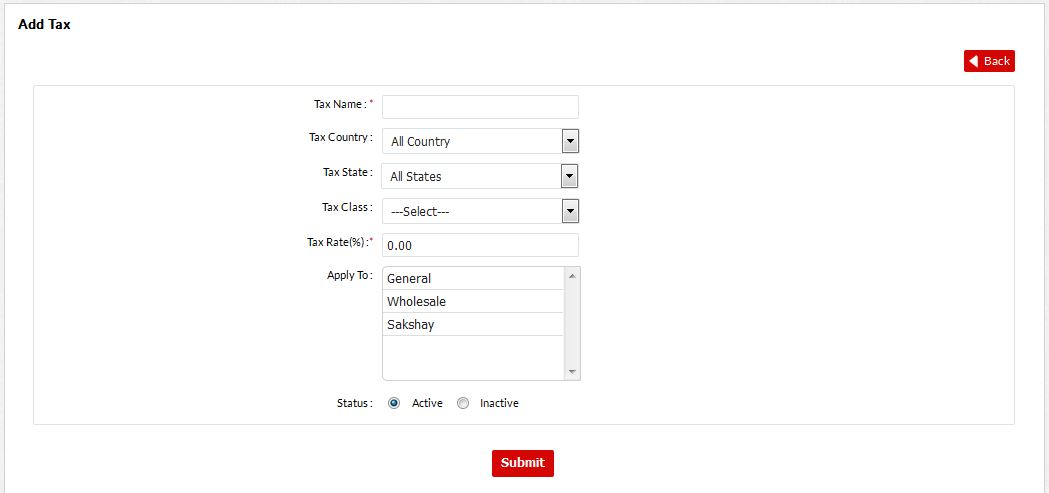 Add Tax
Back
Tax Name : *
Tax Country : All Country
Tax State : All States
Tax Class : ---Select---
Tax Rate(%) :* 0.00
Apply To : General
Wholesale
Sakshay
Status : Active Inactive
Submit